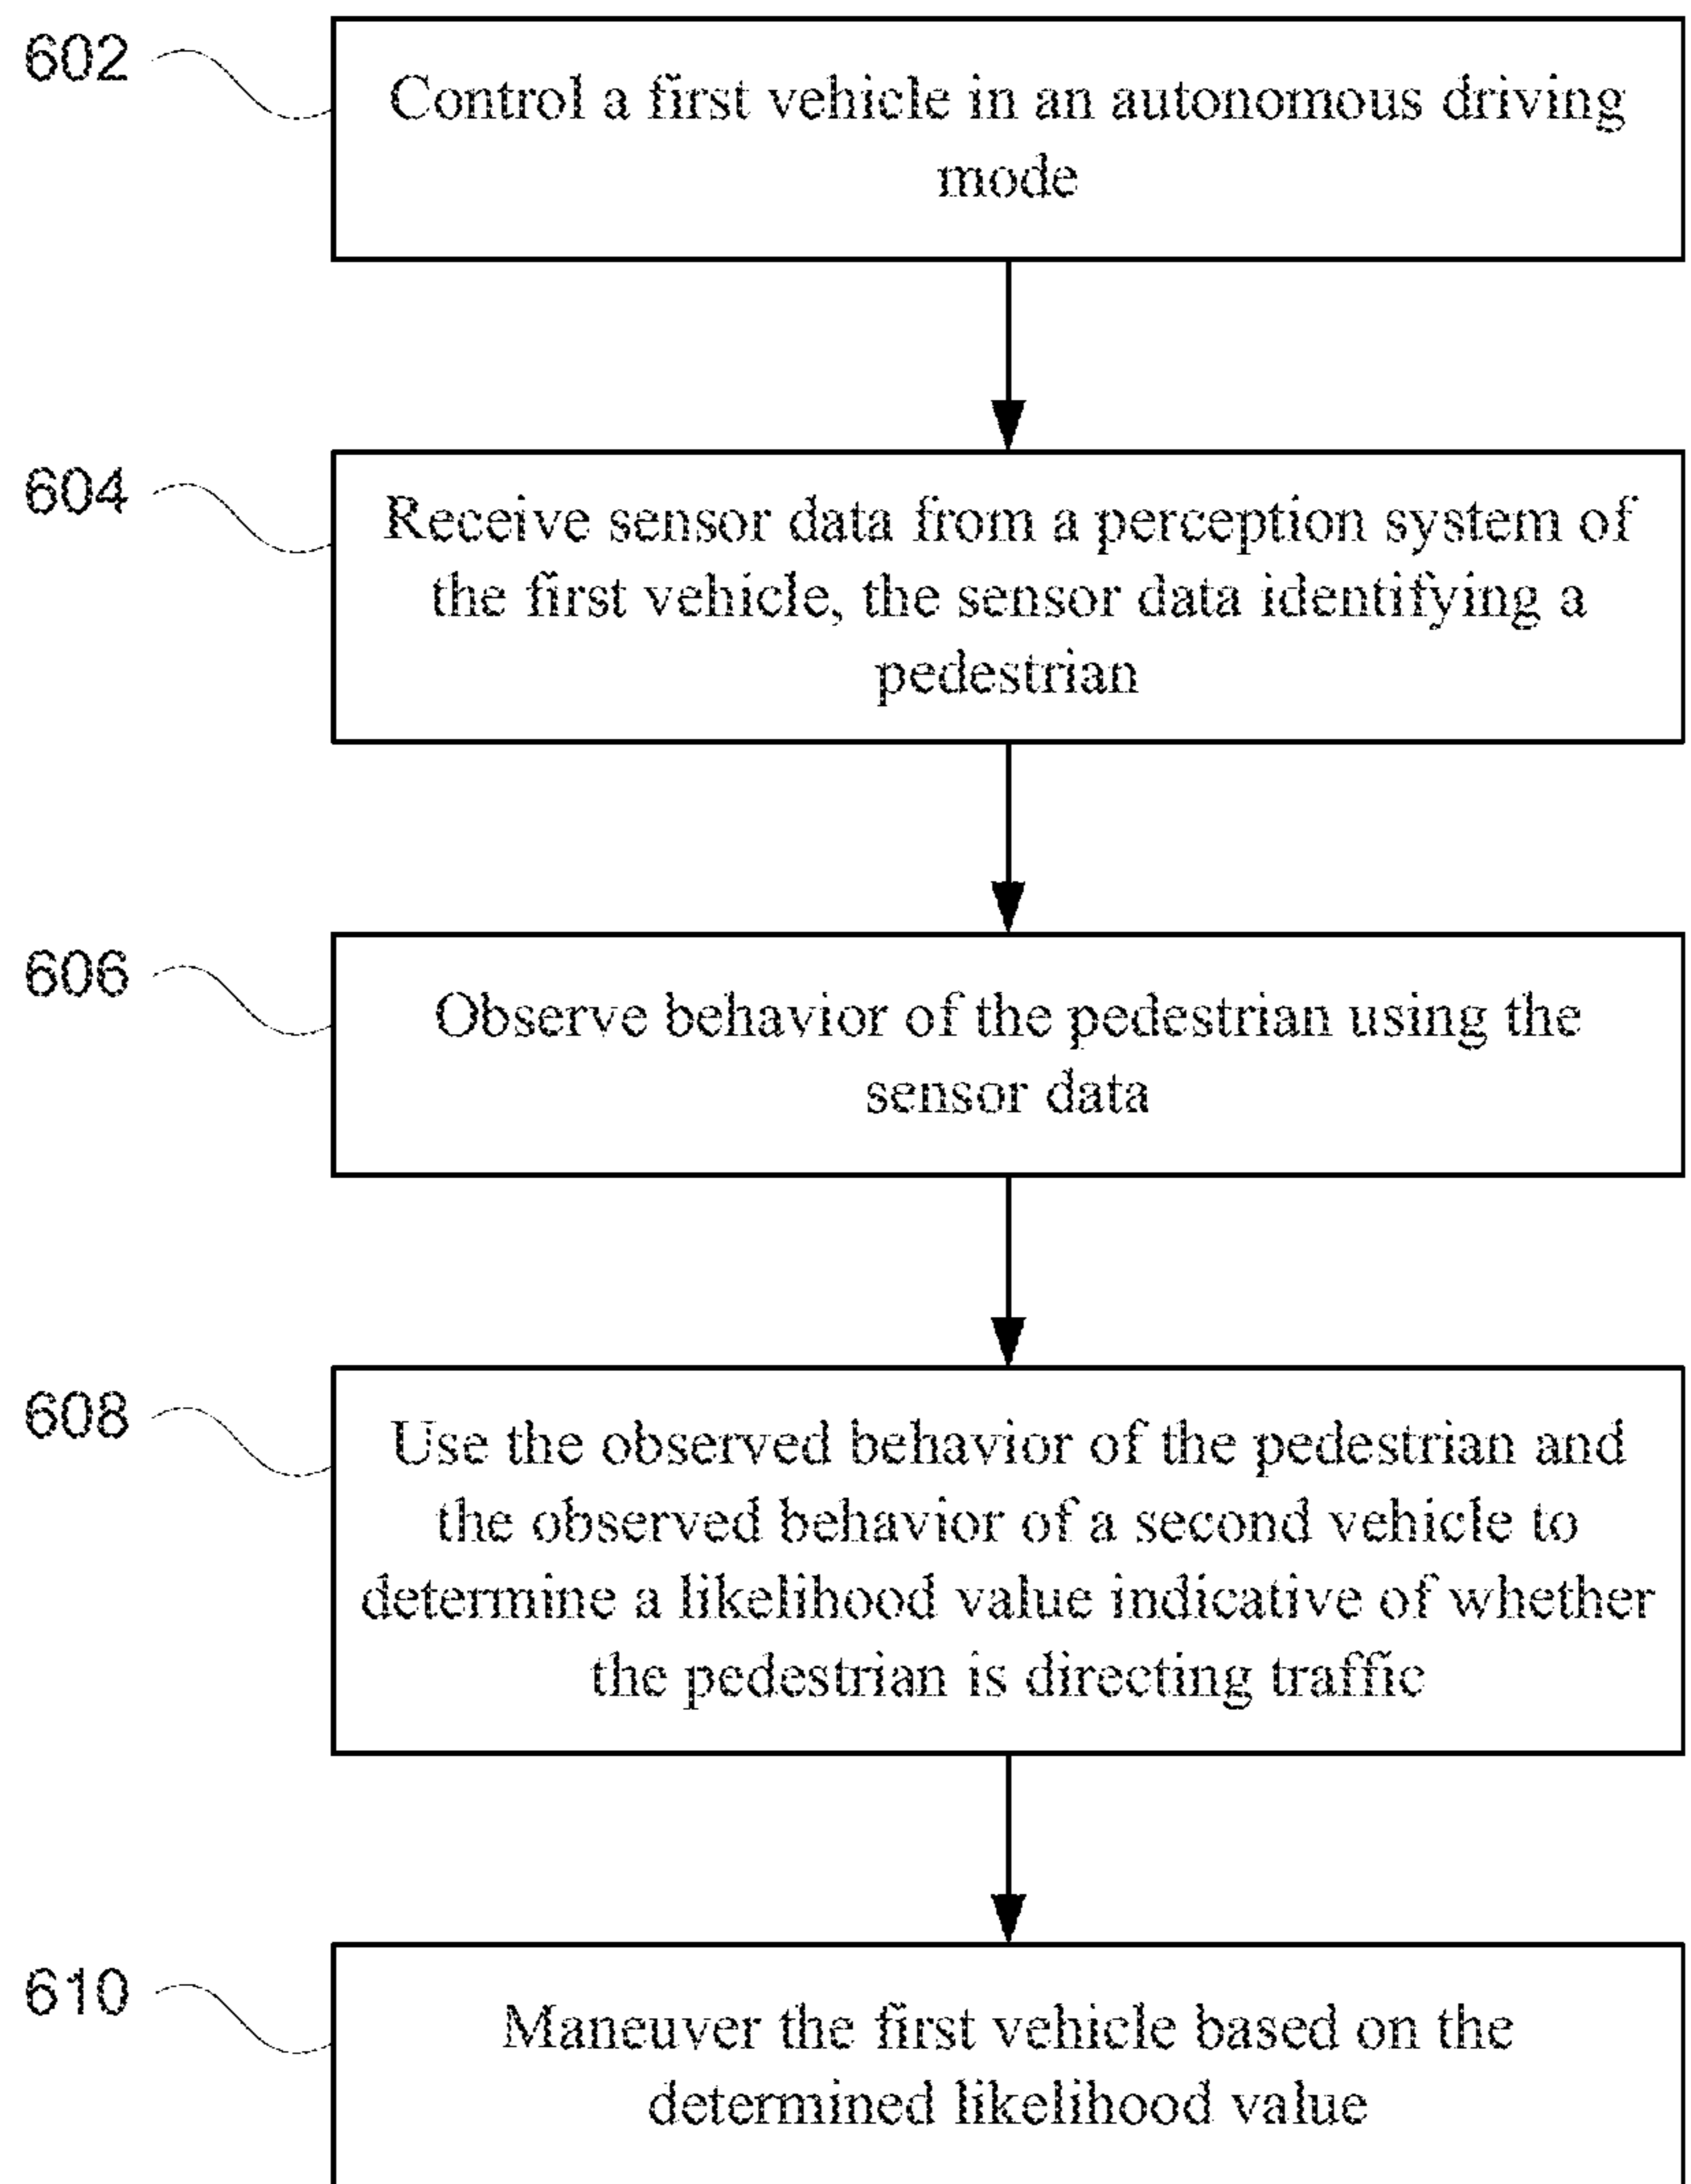 602
Control a first vehicle in an autonomous driving
mode
604
Receive sensor data from a perception system of
the first vehicle, the sensor data identifying a
pedestrian
606
Observe behavior of the pedestrian using the
sensor data
608
Use the observed behavior of the pedestrian and
the observed behavior of a second vehicle to
determine a likelihood value indicative of whether
the pedestrian is directing traffic
610
Maneuver the first vehicle based on the
determined likelihood value